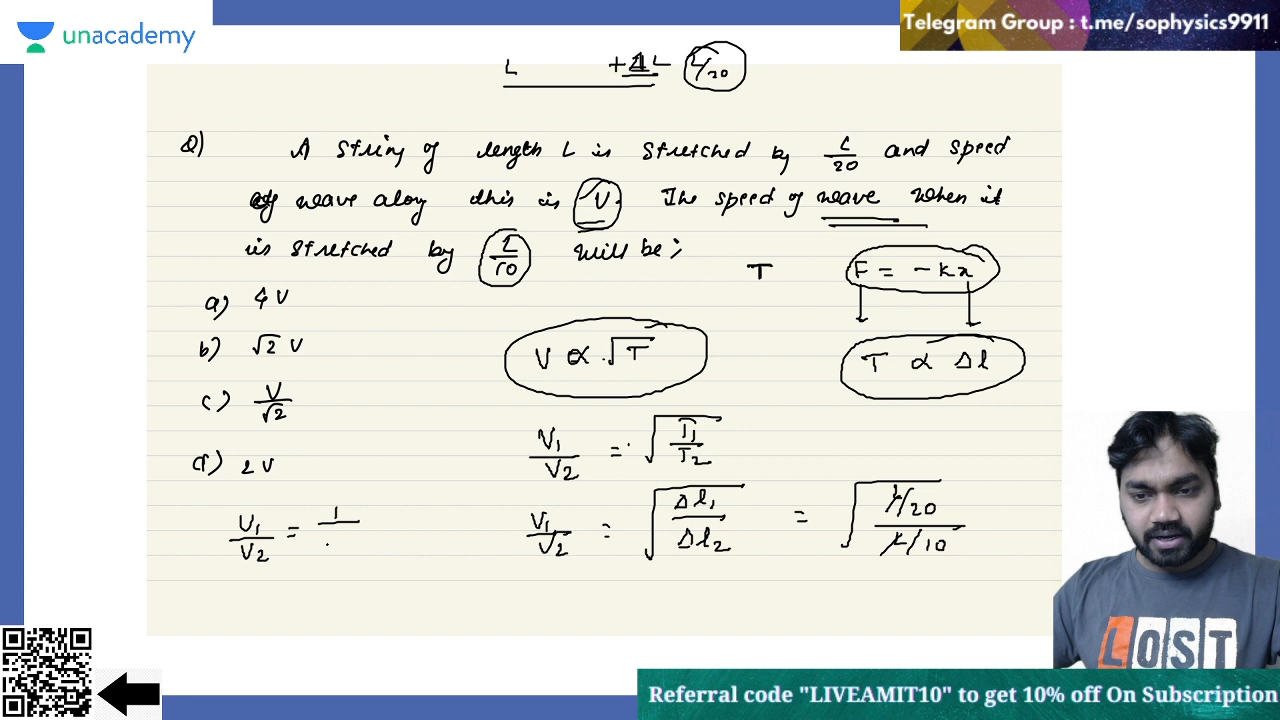 unacademy
Telegram Group : t.me/sophysics9911
L +ΔL L/20
Q) A string of length L is stretched by L/20 and speed
of wave along this is V. The speed of wave when it
is stretched by L/10 will be;
T F = -kx
a) 4V
b) √2 V
V ∝ √T T ∝ Δl
c) V/√2
V1/V2 = √T1/T2
d) 2V
V1/V2 = 1/. V1/V2 = √Δl1/Δl2 = √L/20/L/10
LOST
Referral code "LIVEAMIT10" to get 10% off On Subscription